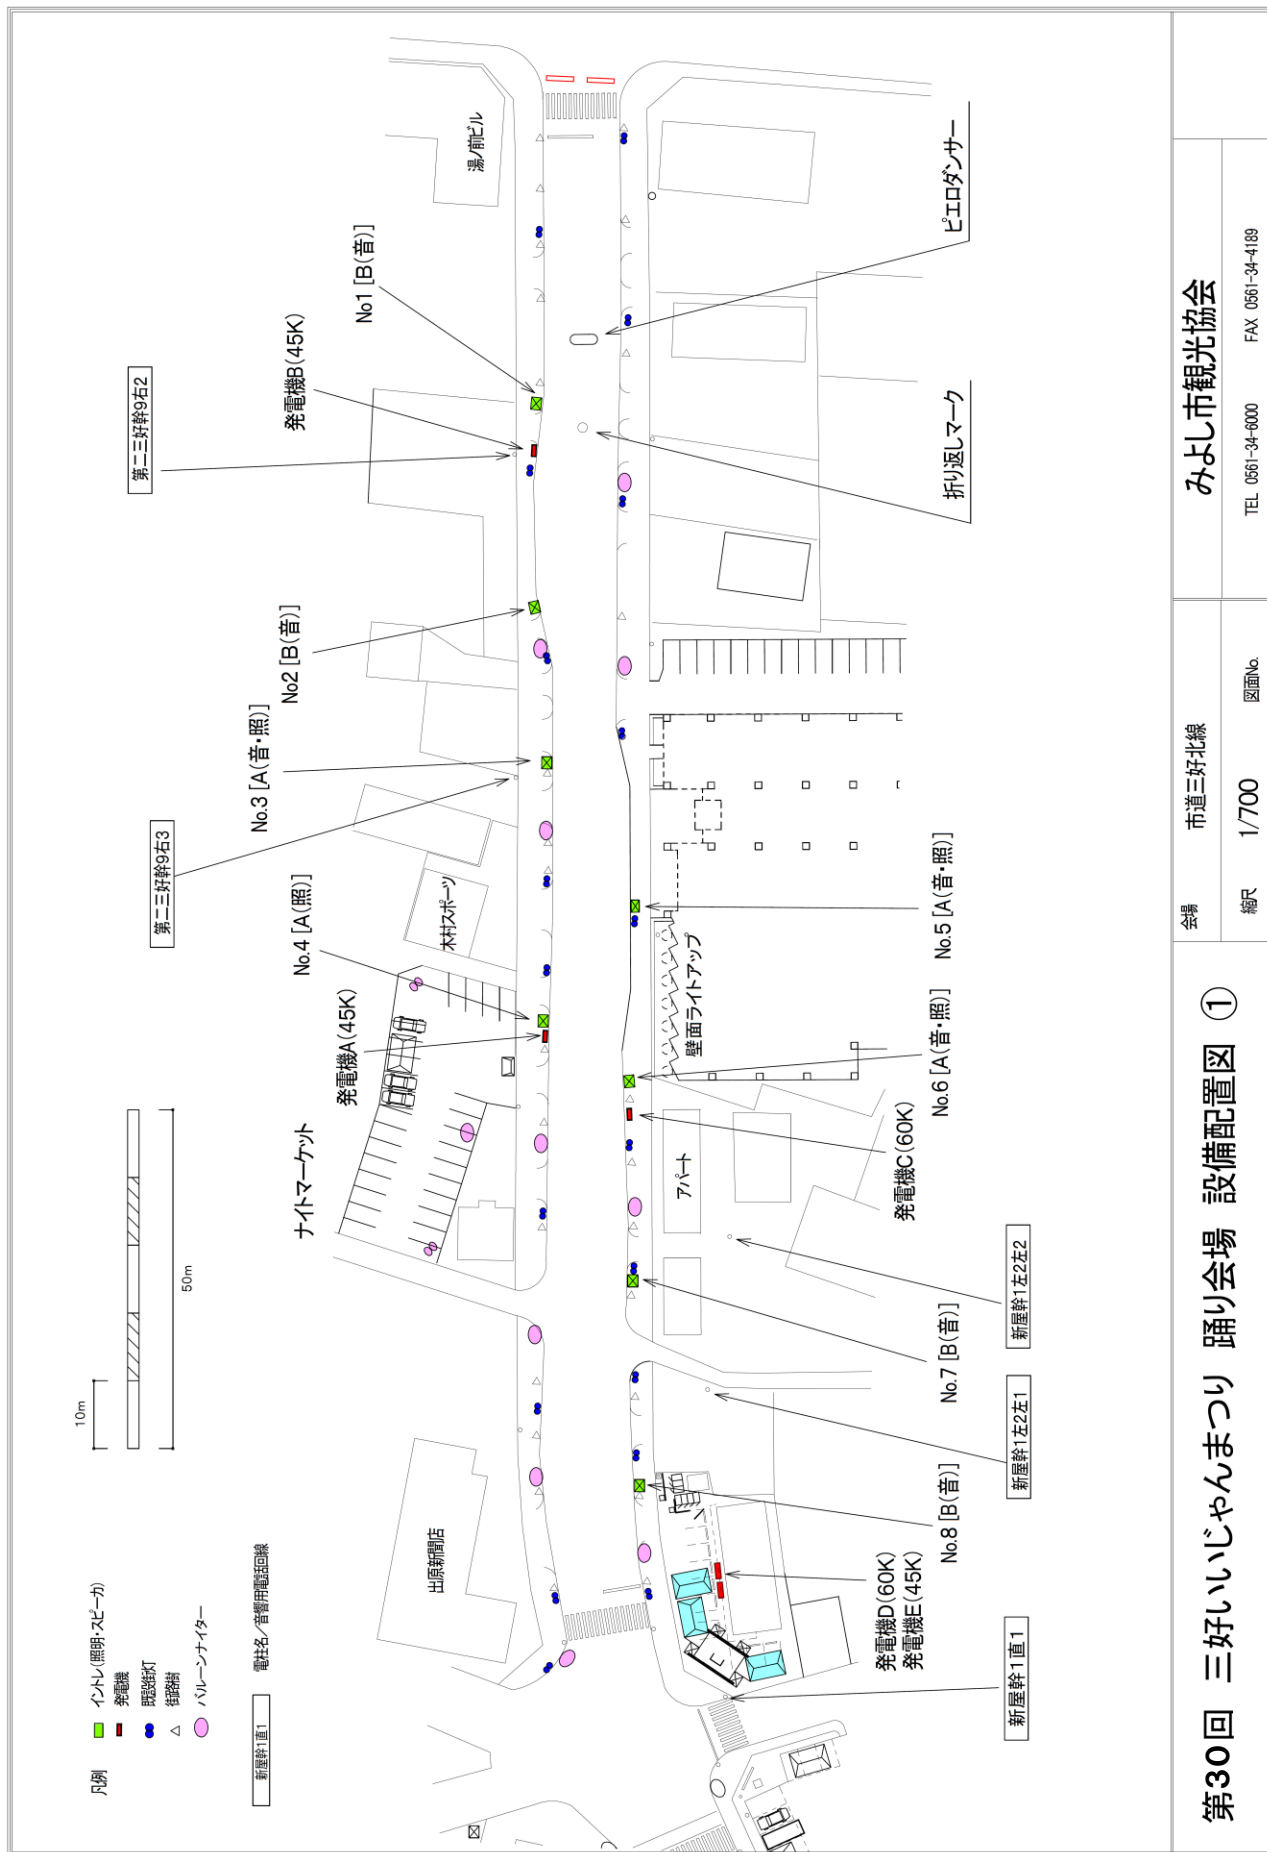 凡例
イントレ(照明・スピーカ)
発電機
既設街灯
街路樹
バルーンナイター
新屋幹1直1
電柱名/音響用電話回線
10m
50m
第二三好幹9右3
第二三好幹9右2
ナイトマーケット
発電機A(45K)
No.4 [A(照)]
No.3 [A(音・照)]
No2 [B(音)]
発電機B(45K)
No1 [B(音)]
出原新聞店
木村スポーツ
湯ノ前ビル
アパート
壁面ライトアップ
発電機D(60K)
発電機E(45K)
No.8 [B(音)]
No.7 [B(音)]
発電機C(60K)
No.6 [A(音・照)]
No.5 [A(音・照)]
折り返しマーク
ピエロダンサー
新屋幹1直1
新屋幹1左2左1
新屋幹1左2左2
第30回 三好いいじゃんまつり 踊り会場 設備配置図 ①
会場 市道三好北線
縮尺 1/700 図面No.
みよし市観光協会
TEL 0561-34-6000 FAX 0561-34-4189